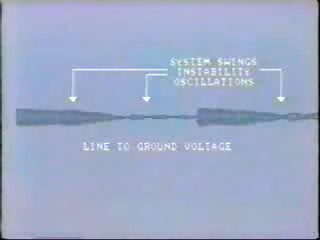 SYSTEM SWINGS
INSTABILITY
OSCILLATIONS
LINE TO GROUND VOLTAGE